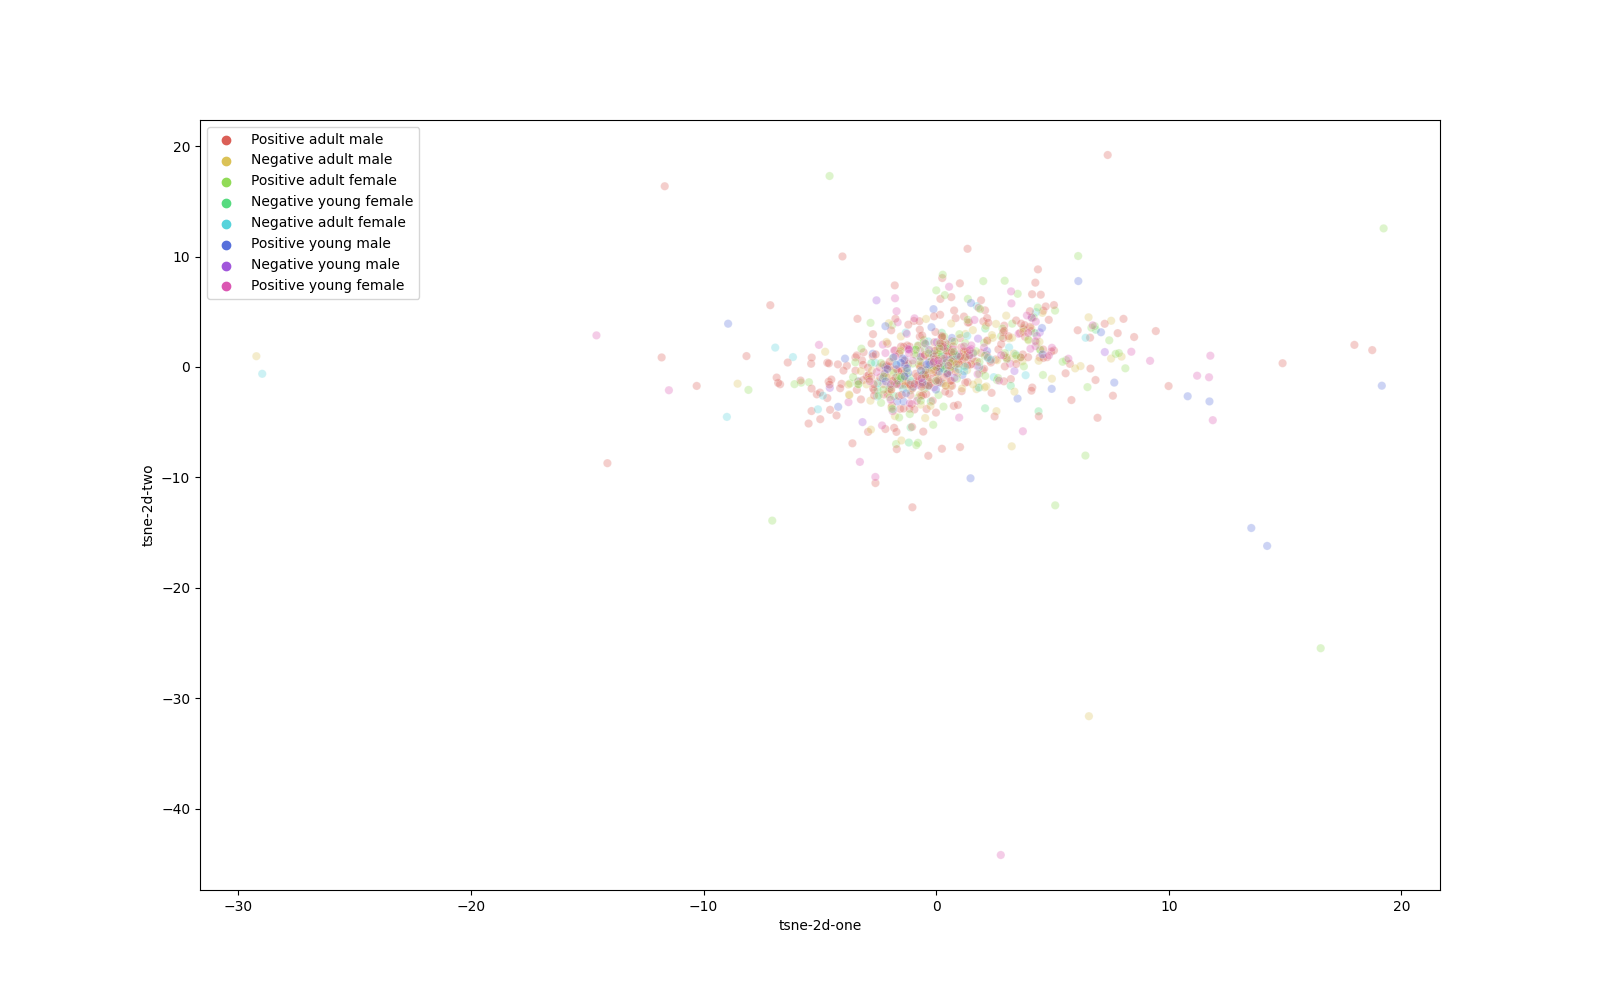 Positive adult male
Negative adult male
Positive adult female
Negative young female
Negative adult female
Positive young male
Negative young male
Positive young female
20
10
0
−10
−20
−30
−40
tsne-2d-two
−30 −20 −10 0 10 20
tsne-2d-one